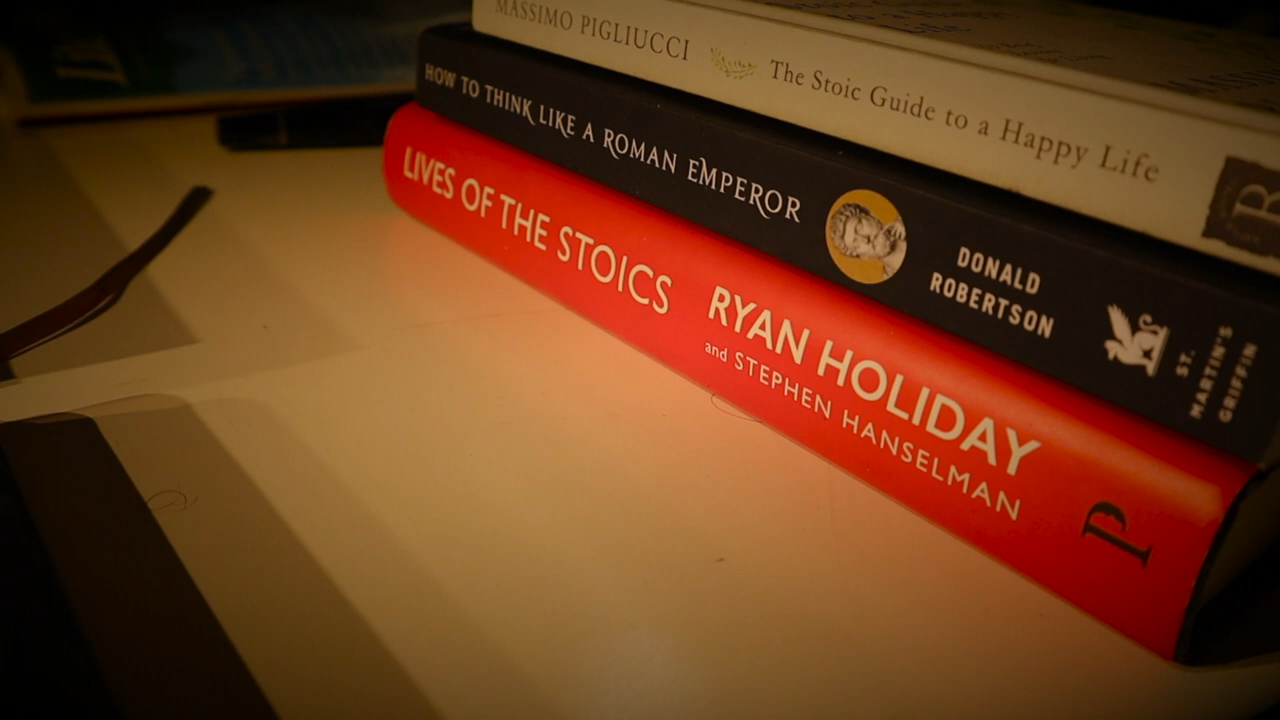 MASSIMO PIGLIUCCI The Stoic Guide to a Happy Life B
HOW TO THINK LIKE A ROMAN EMPEROR
DONALD
ROBERTSON
ST.
MARTIN'S
GRIFFIN
LIVES OF THE STOICS
RYAN HOLIDAY
and STEPHEN HANSELMAN
P